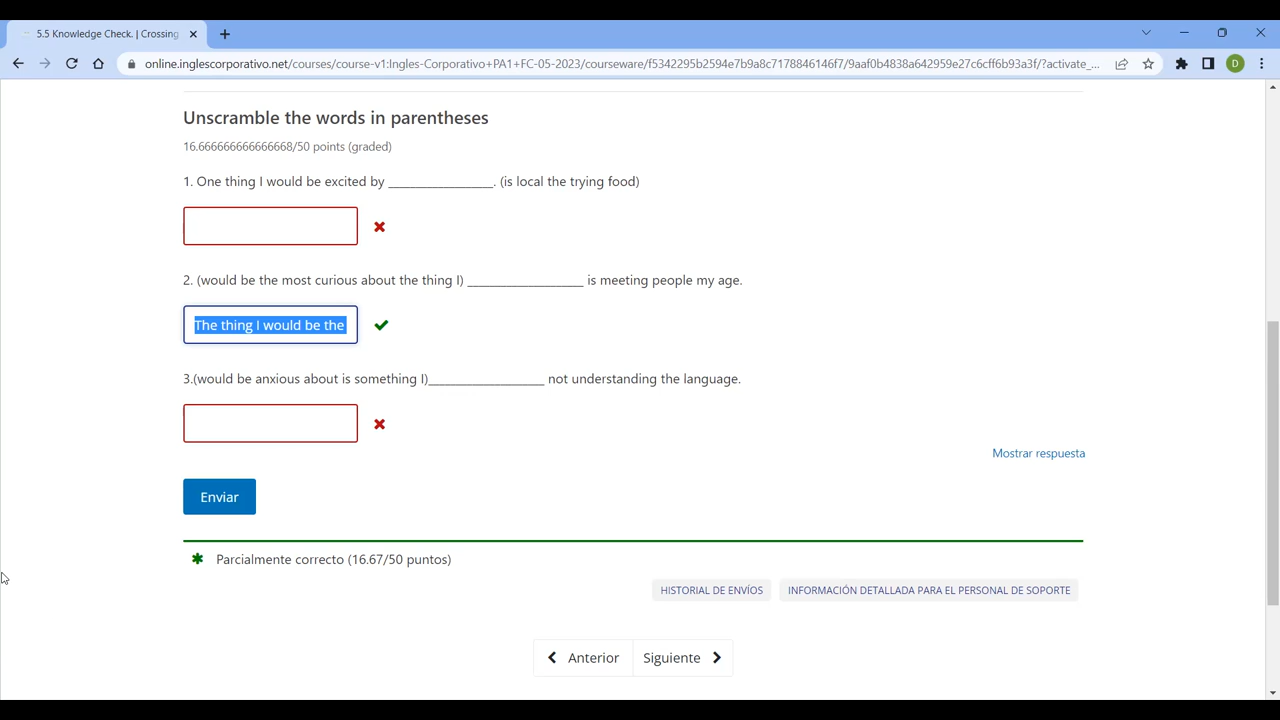 5.5 Knowledge Check. | Crossing
online.inglescorporativo.net/courses/course-v1:Ingles-Corporativo+PA1+FC-05-2023/courseware/f5342295b2594e7b9a8c7178846146f7/9aaf0b4838a642959e27c6cff6b93a3f/?activate_...
D
Unscramble the words in parentheses
16.666666666666668/50 points (graded)
1. One thing I would be excited by __________________. (is local the trying food)
2. (would be the most curious about the thing I) ___________________ is meeting people my age.
The thing I would be the
3.(would be anxious about is something I)___________________ not understanding the language.
Mostrar respuesta
Enviar
Parcialmente correcto (16.67/50 puntos)
HISTORIAL DE ENVÍOS INFORMACIÓN DETALLADA PARA EL PERSONAL DE SOPORTE
Anterior Siguiente